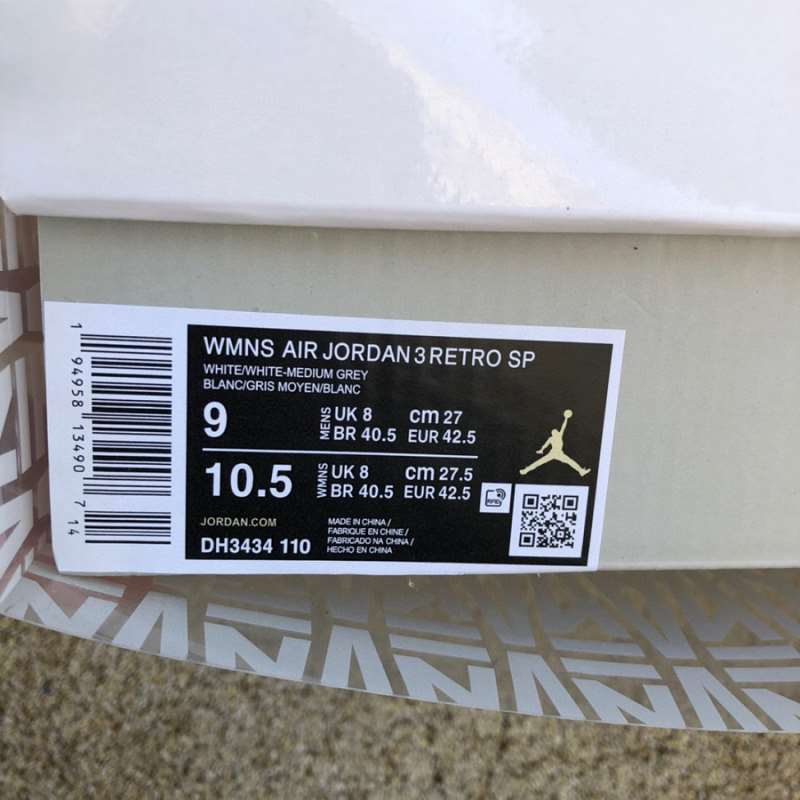 WMNS AIR JORDAN 3 RETRO SP
WHITE/WHITE-MEDIUM GREY
BLANC/GRIS MOYEN/BLANC
9 MENS UK 8 cm 27
BR 40.5 EUR 42.5
10.5 WMNS UK 8 cm 27.5
BR 40.5 EUR 42.5
JORDAN.COM
DH3434 110
MADE IN CHINA /
FABRIQUE EN CHINE /
FABRICADO NA CHINA /
HECHO EN CHINA
1 94958 13490 7 14